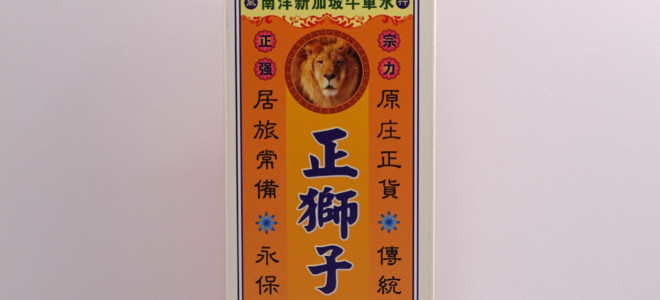 南洋新加坡牛車水
宗力
原庄正貨
傳統
正獅子
正强
居旅常備
永保